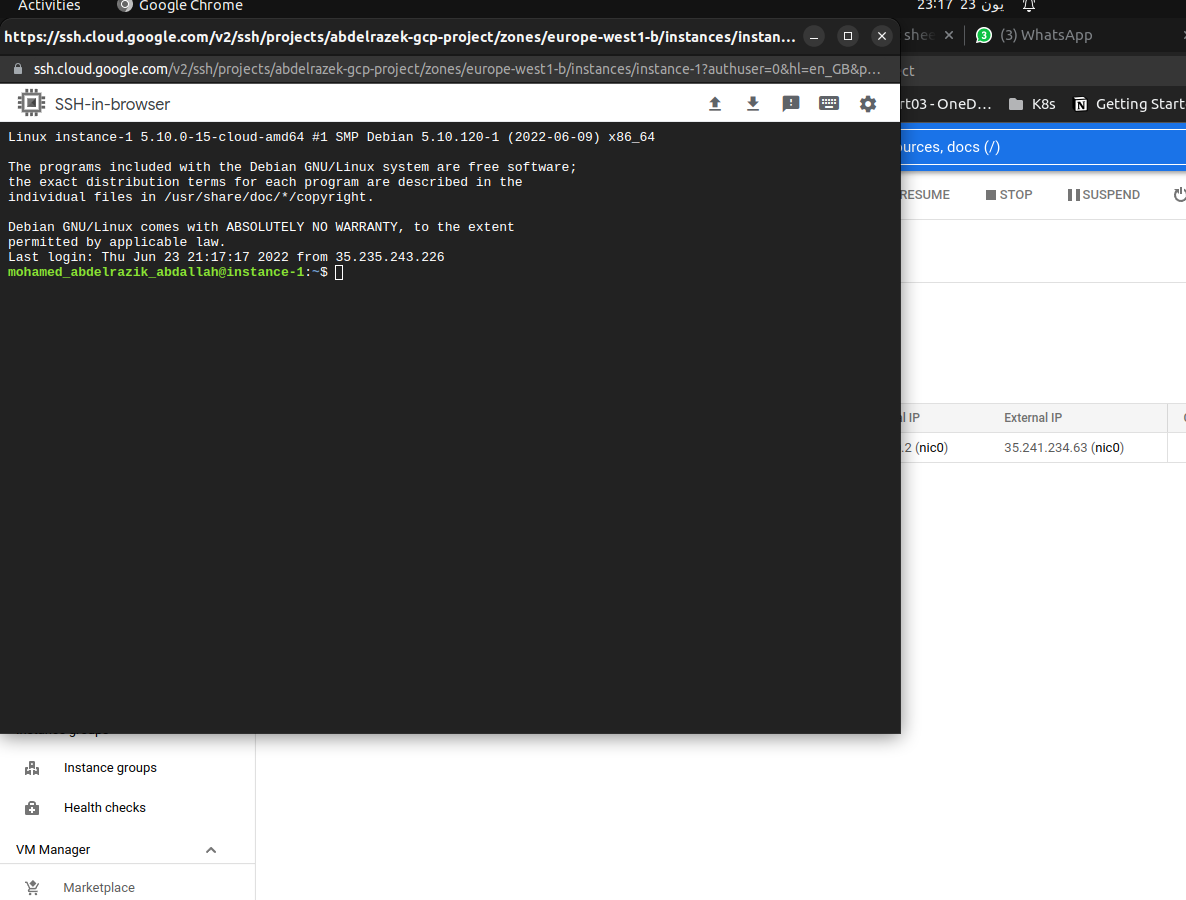 Activities Google Chrome 23:17 23 يون
https://ssh.cloud.google.com/v2/ssh/projects/abdelrazek-gcp-project/zones/europe-west1-b/instances/instan...
shee (3) WhatsApp
ssh.cloud.google.com/v2/ssh/projects/abdelrazek-gcp-project/zones/europe-west1-b/instances/instance-1?authuser=0&hl=en_GB&p...
ct
SSH-in-browser
rt03 - OneD... K8s Getting Start
Linux instance-1 5.10.0-15-cloud-amd64 #1 SMP Debian 5.10.120-1 (2022-06-09) x86_64
The programs included with the Debian GNU/Linux system are free software;
the exact distribution terms for each program are described in the
individual files in /usr/share/doc/*/copyright.
Debian GNU/Linux comes with ABSOLUTELY NO WARRANTY, to the extent
permitted by applicable law.
Last login: Thu Jun 23 21:17:17 2022 from 35.235.243.226
mohamed_abdelrazik_abdallah@instance-1:~$
urces, docs (/)
RESUME STOP SUSPEND
l IP External IP
.2 (nic0) 35.241.234.63 (nic0)
Instance groups
Health checks
VM Manager
Marketplace